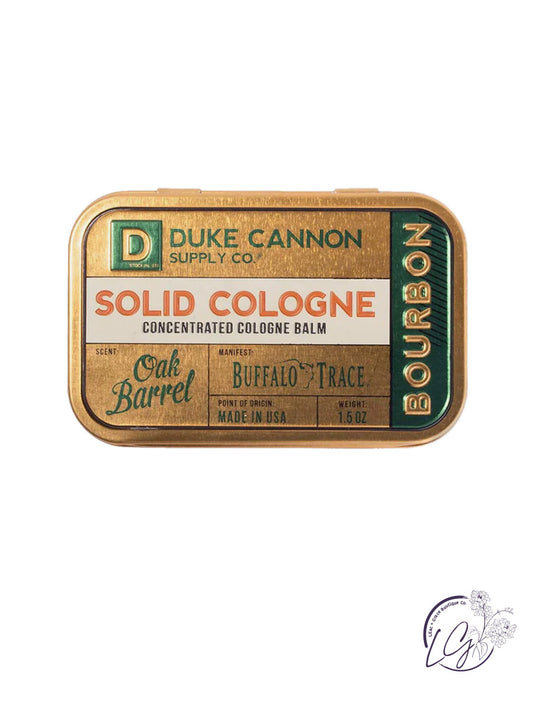 D
DUKE CANNON
SUPPLY CO.®
SOLID COLOGNE
CONCENTRATED COLOGNE BALM
SCENT:
Oak
Barrel
MANIFEST:
BUFFALO TRACE
POINT OF ORIGIN:
MADE IN USA
WEIGHT:
1.5 OZ
BOURBON
LG